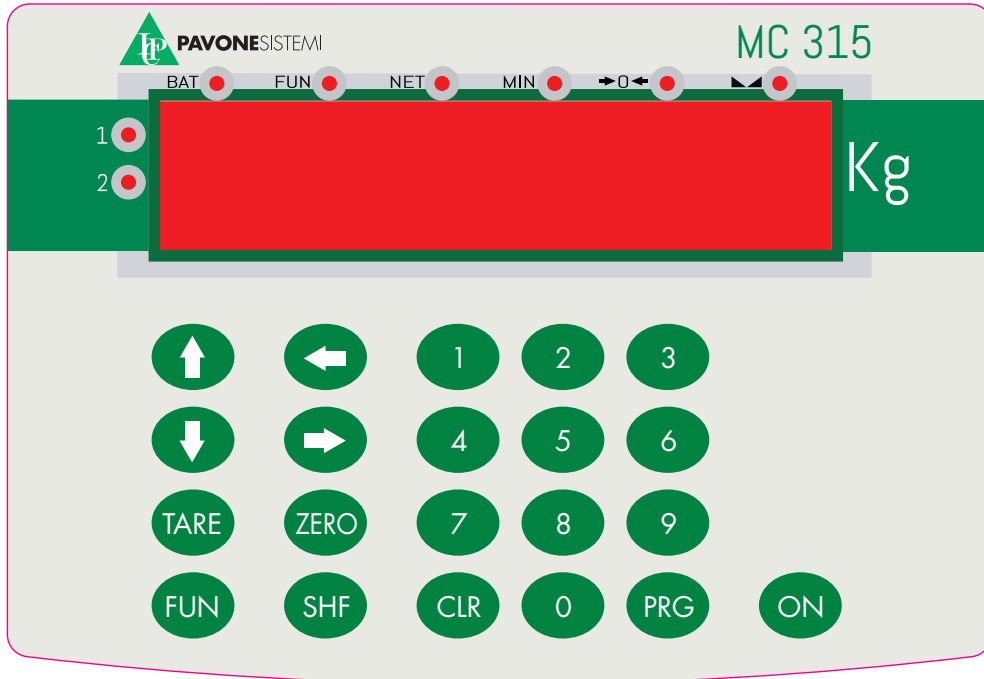 PAVONESISTEMI
MC 315
BAT FUN NET MIN →0←
1
2
Kg
1 2 3
4 5 6
TARE ZERO 7 8 9
FUN SHF CLR 0 PRG ON